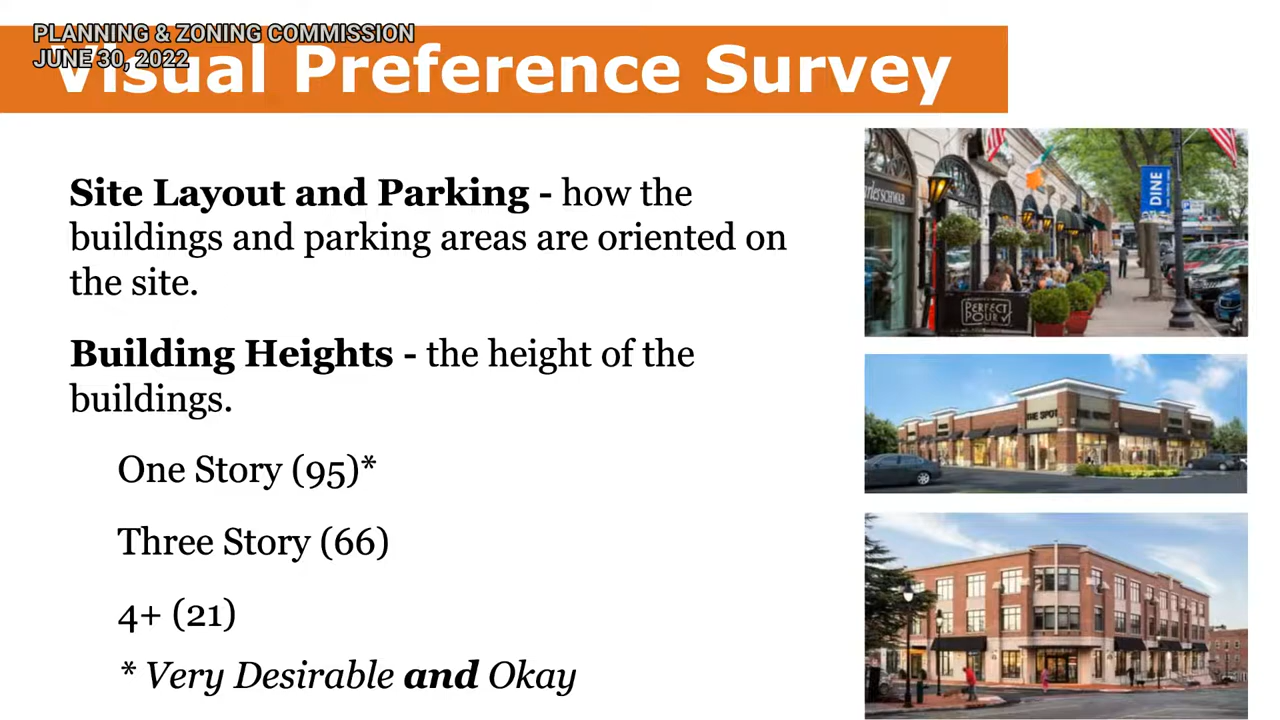 PLANNING & ZONING COMMISSION
JUNE 30, 2022
Visual Preference Survey
Site Layout and Parking - how the
buildings and parking areas are oriented on
the site.
Building Heights - the height of the
buildings.
One Story (95)*
Three Story (66)
4+ (21)
* Very Desirable and Okay
DINE
PERFECT
POUR
THE SPOT